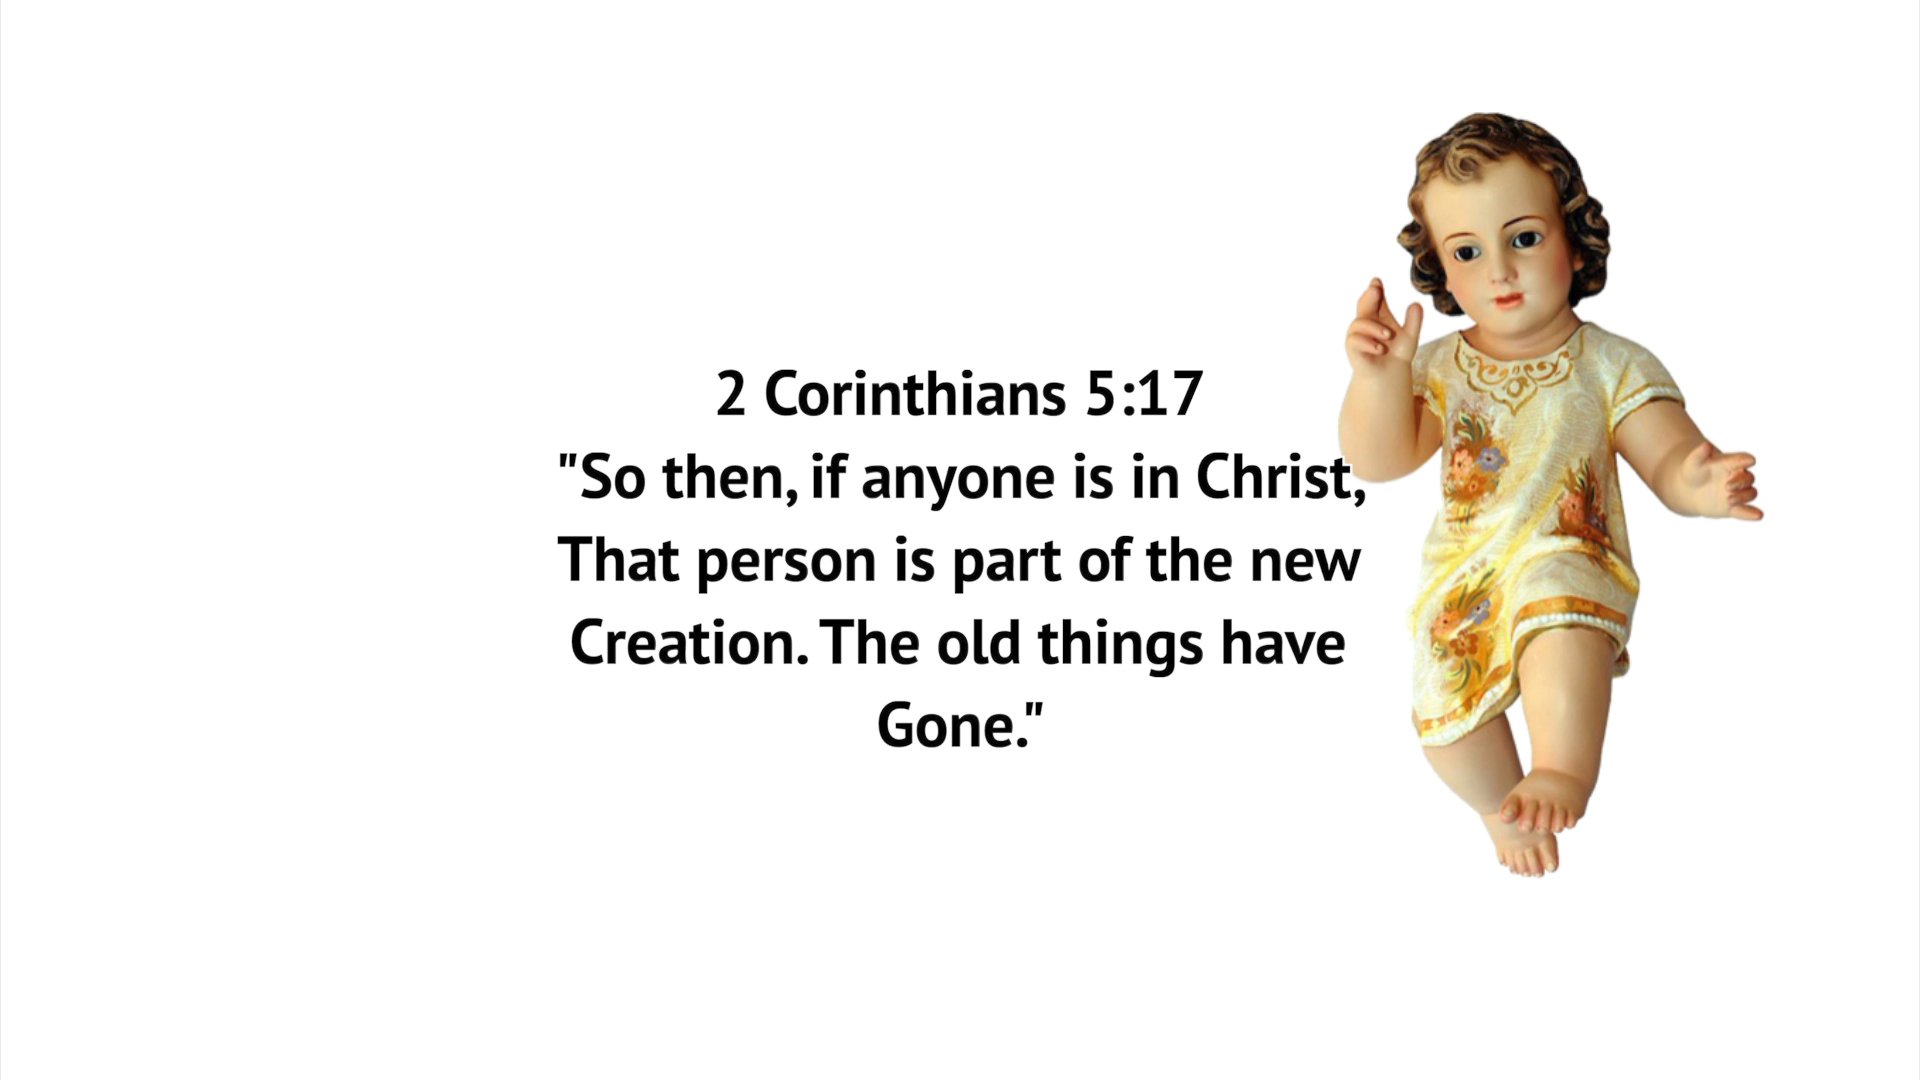 2 Corinthians 5:17
"So then, if anyone is in Christ,
That person is part of the new
Creation. The old things have
Gone."